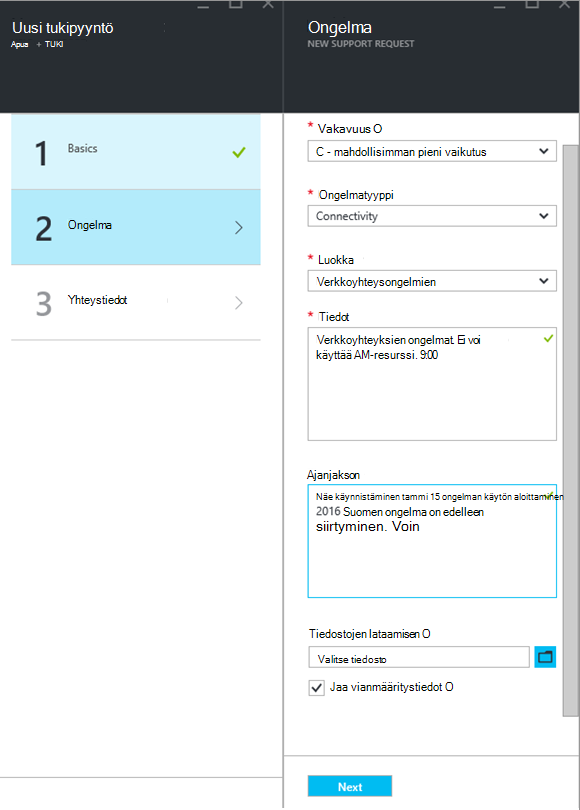 Uusi tukipyyntö
Apua + TUKI
1 Basics
2 Ongelma
3 Yhteystiedot
Ongelma
NEW SUPPORT REQUEST
* Vakavuus O
C - mahdollisimman pieni vaikutus
* Ongelmatyyppi
Connectivity
* Luokka
Verkkoyhteysongelmien
* Tiedot
Verkkoyhteyksien ongelmat. Ei voi
käyttää AM-resurssi. 9:00
Ajanjakson
Näe käynnistäminen tammi 15 ongelman käytön aloittaminen
2016 Suomen ongelma on edelleen
siirtyminen. Voin
Tiedostojen lataamisen O
Valitse tiedosto
Jaa vianmääritystiedot O
Next